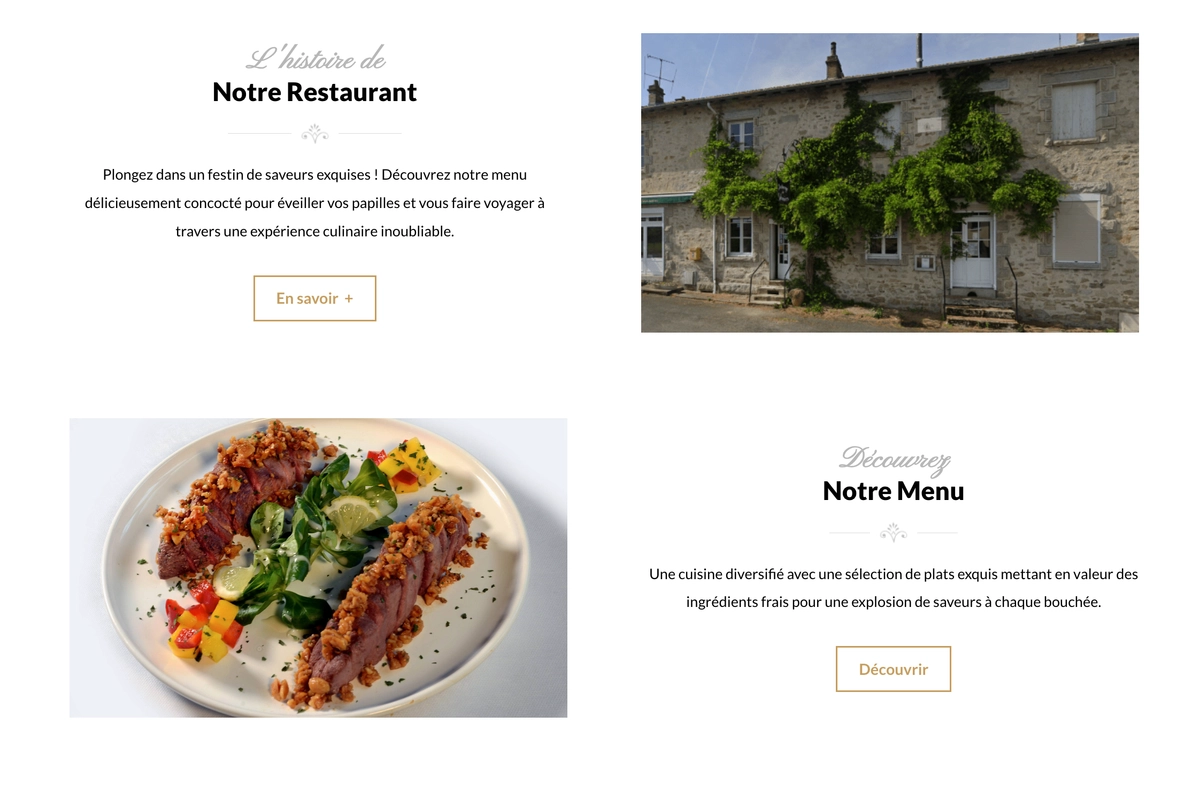 L'histoire de
Notre Restaurant
Plongez dans un festin de saveurs exquises ! Découvrez notre menu
délicieusement concocté pour éveiller vos papilles et vous faire voyager à
travers une expérience culinaire inoubliable.
En savoir +
Découvrez
Notre Menu
Une cuisine diversifié avec une sélection de plats exquis mettant en valeur des
ingrédients frais pour une explosion de saveurs à chaque bouchée.
Découvrir